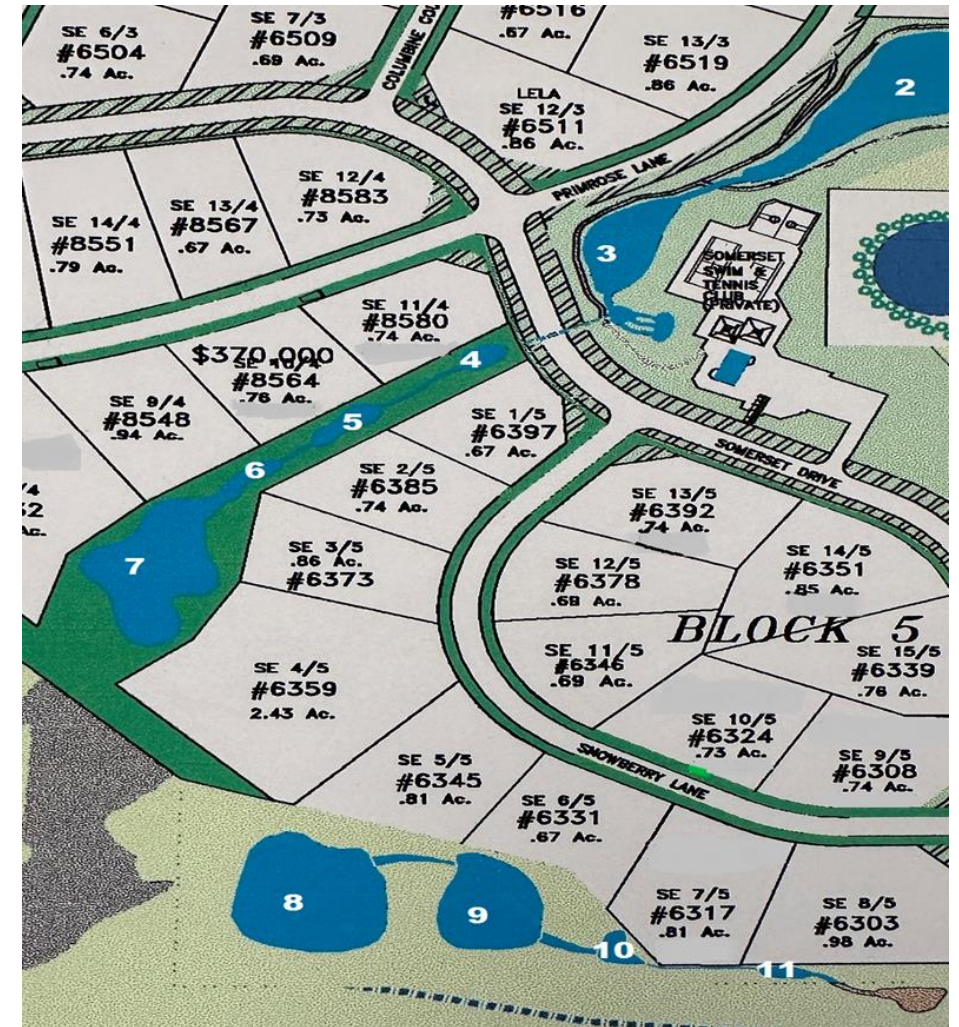 SE 6/3
#6504
.74 Ac.
SE 7/3
#6509
.69 Ac.
COLUMBINE
#6516
.67 Ac.
SE 13/3
#6519
.86 Ac.
2
LELA
SE 12/3
#6511
.86 Ac.
PRIMROSE LANE
SE 14/4
#8551
.79 Ac.
SE 13/4
#8567
.67 Ac.
SE 12/4
#8583
.73 Ac.
3
SOMERSET
SWIM &
TENNIS
CLUB
(PRIVATE)
SE 11/4
#8580
.74 Ac.
$370,000
#8564
.76 Ac.
4
SE 9/4
#8548
.94 Ac.
5
SE 1/5
#6397
.67 Ac.
SOMERSET DRIVE
6
SE 2/5
#6385
.74 Ac.
SE 13/5
#6392
.74 Ac.
7
SE 3/5
.86 Ac.
#6373
SE 12/5
#6378
.68 Ac.
SE 14/5
#6351
.85 Ac.
BLOCK 5
SE 4/5
#6359
2.43 Ac.
SE 11/5
#6346
.69 Ac.
SE 15/5
#6339
.76 Ac.
SE 10/5
#6324
.73 Ac.
SE 9/5
#6308
.74 Ac.
SNOWBERRY LANE
SE 5/5
#6345
.81 Ac.
SE 6/5
#6331
.67 Ac.
8
9
10
SE 7/5
#6317
.81 Ac.
SE 8/5
#6303
.98 Ac.
11